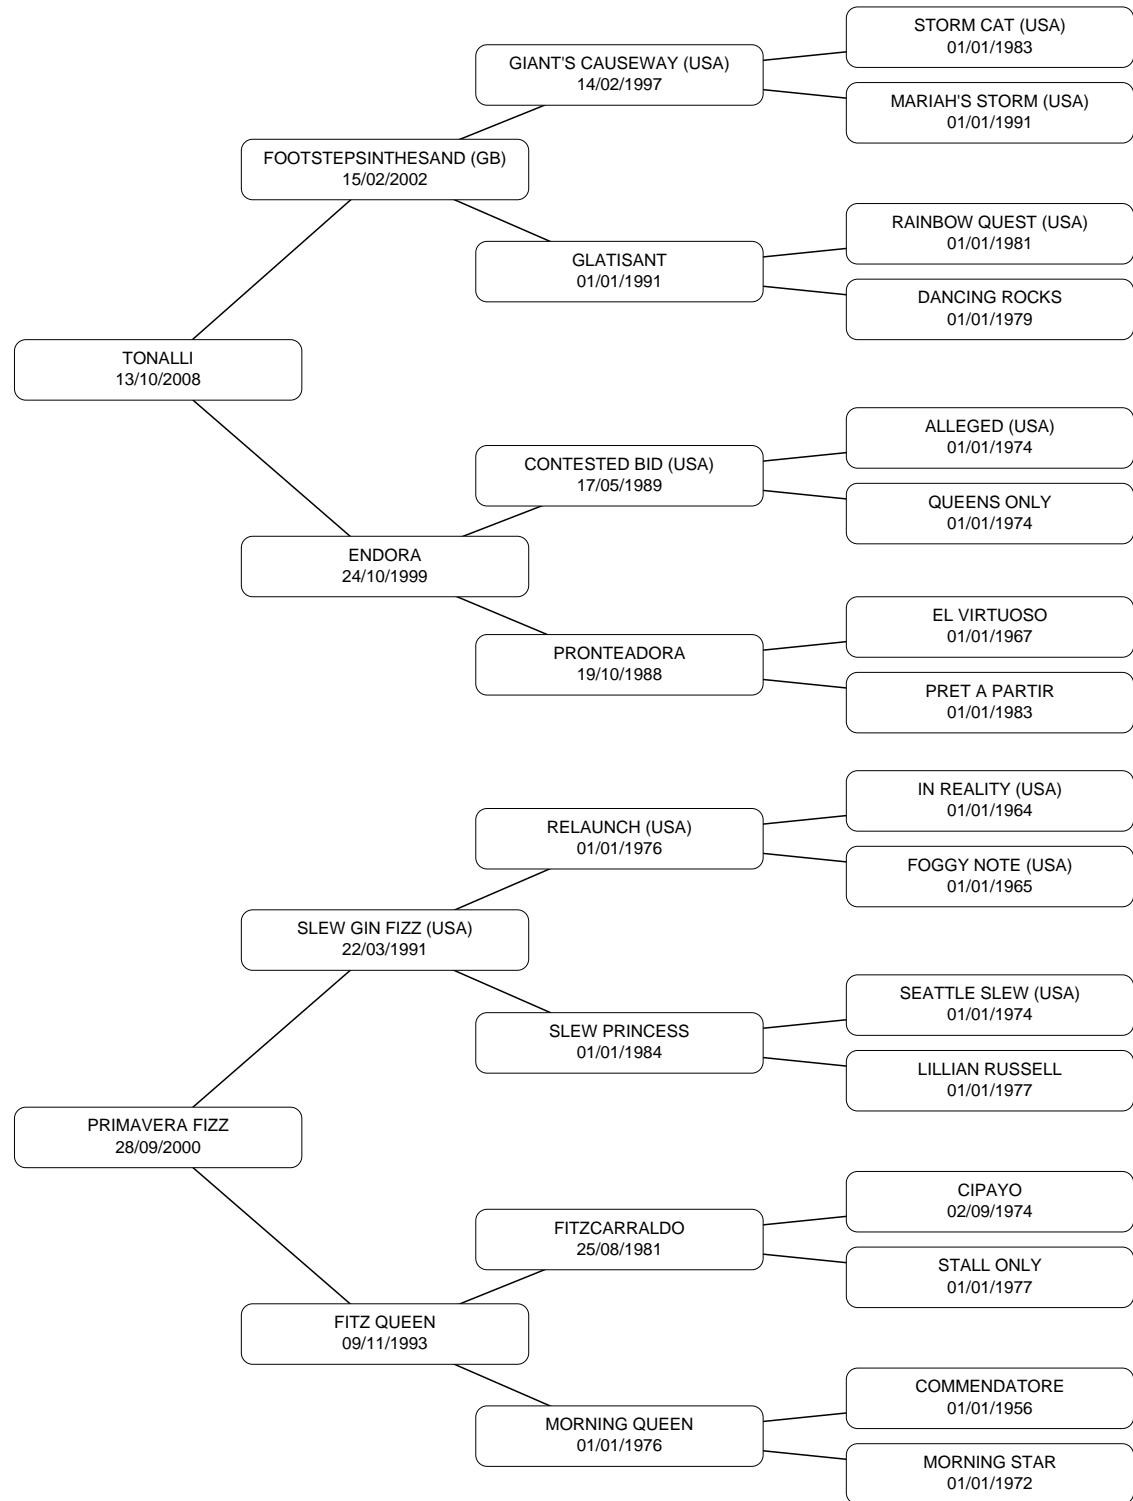 STORM CAT (USA)
01/01/1983
GIANT'S CAUSEWAY (USA)
14/02/1997
MARIAH'S STORM (USA)
01/01/1991
FOOTSTEPSINTHESAND (GB)
15/02/2002
RAINBOW QUEST (USA)
01/01/1981
GLATISANT
01/01/1991
DANCING ROCKS
01/01/1979
TONALLI
13/10/2008
ALLEGED (USA)
01/01/1974
CONTESTED BID (USA)
17/05/1989
QUEENS ONLY
01/01/1974
ENDORA
24/10/1999
EL VIRTUOSO
01/01/1967
PRONTEADORA
19/10/1988
PRET A PARTIR
01/01/1983
IN REALITY (USA)
01/01/1964
RELAUNCH (USA)
01/01/1976
FOGGY NOTE (USA)
01/01/1965
SLEW GIN FIZZ (USA)
22/03/1991
SEATTLE SLEW (USA)
01/01/1974
SLEW PRINCESS
01/01/1984
LILLIAN RUSSELL
01/01/1977
PRIMAVERA FIZZ
28/09/2000
CIPAYO
02/09/1974
FITZCARRALDO
25/08/1981
STALL ONLY
01/01/1977
FITZ QUEEN
09/11/1993
COMMENDATORE
01/01/1956
MORNING QUEEN
01/01/1976
MORNING STAR
01/01/1972